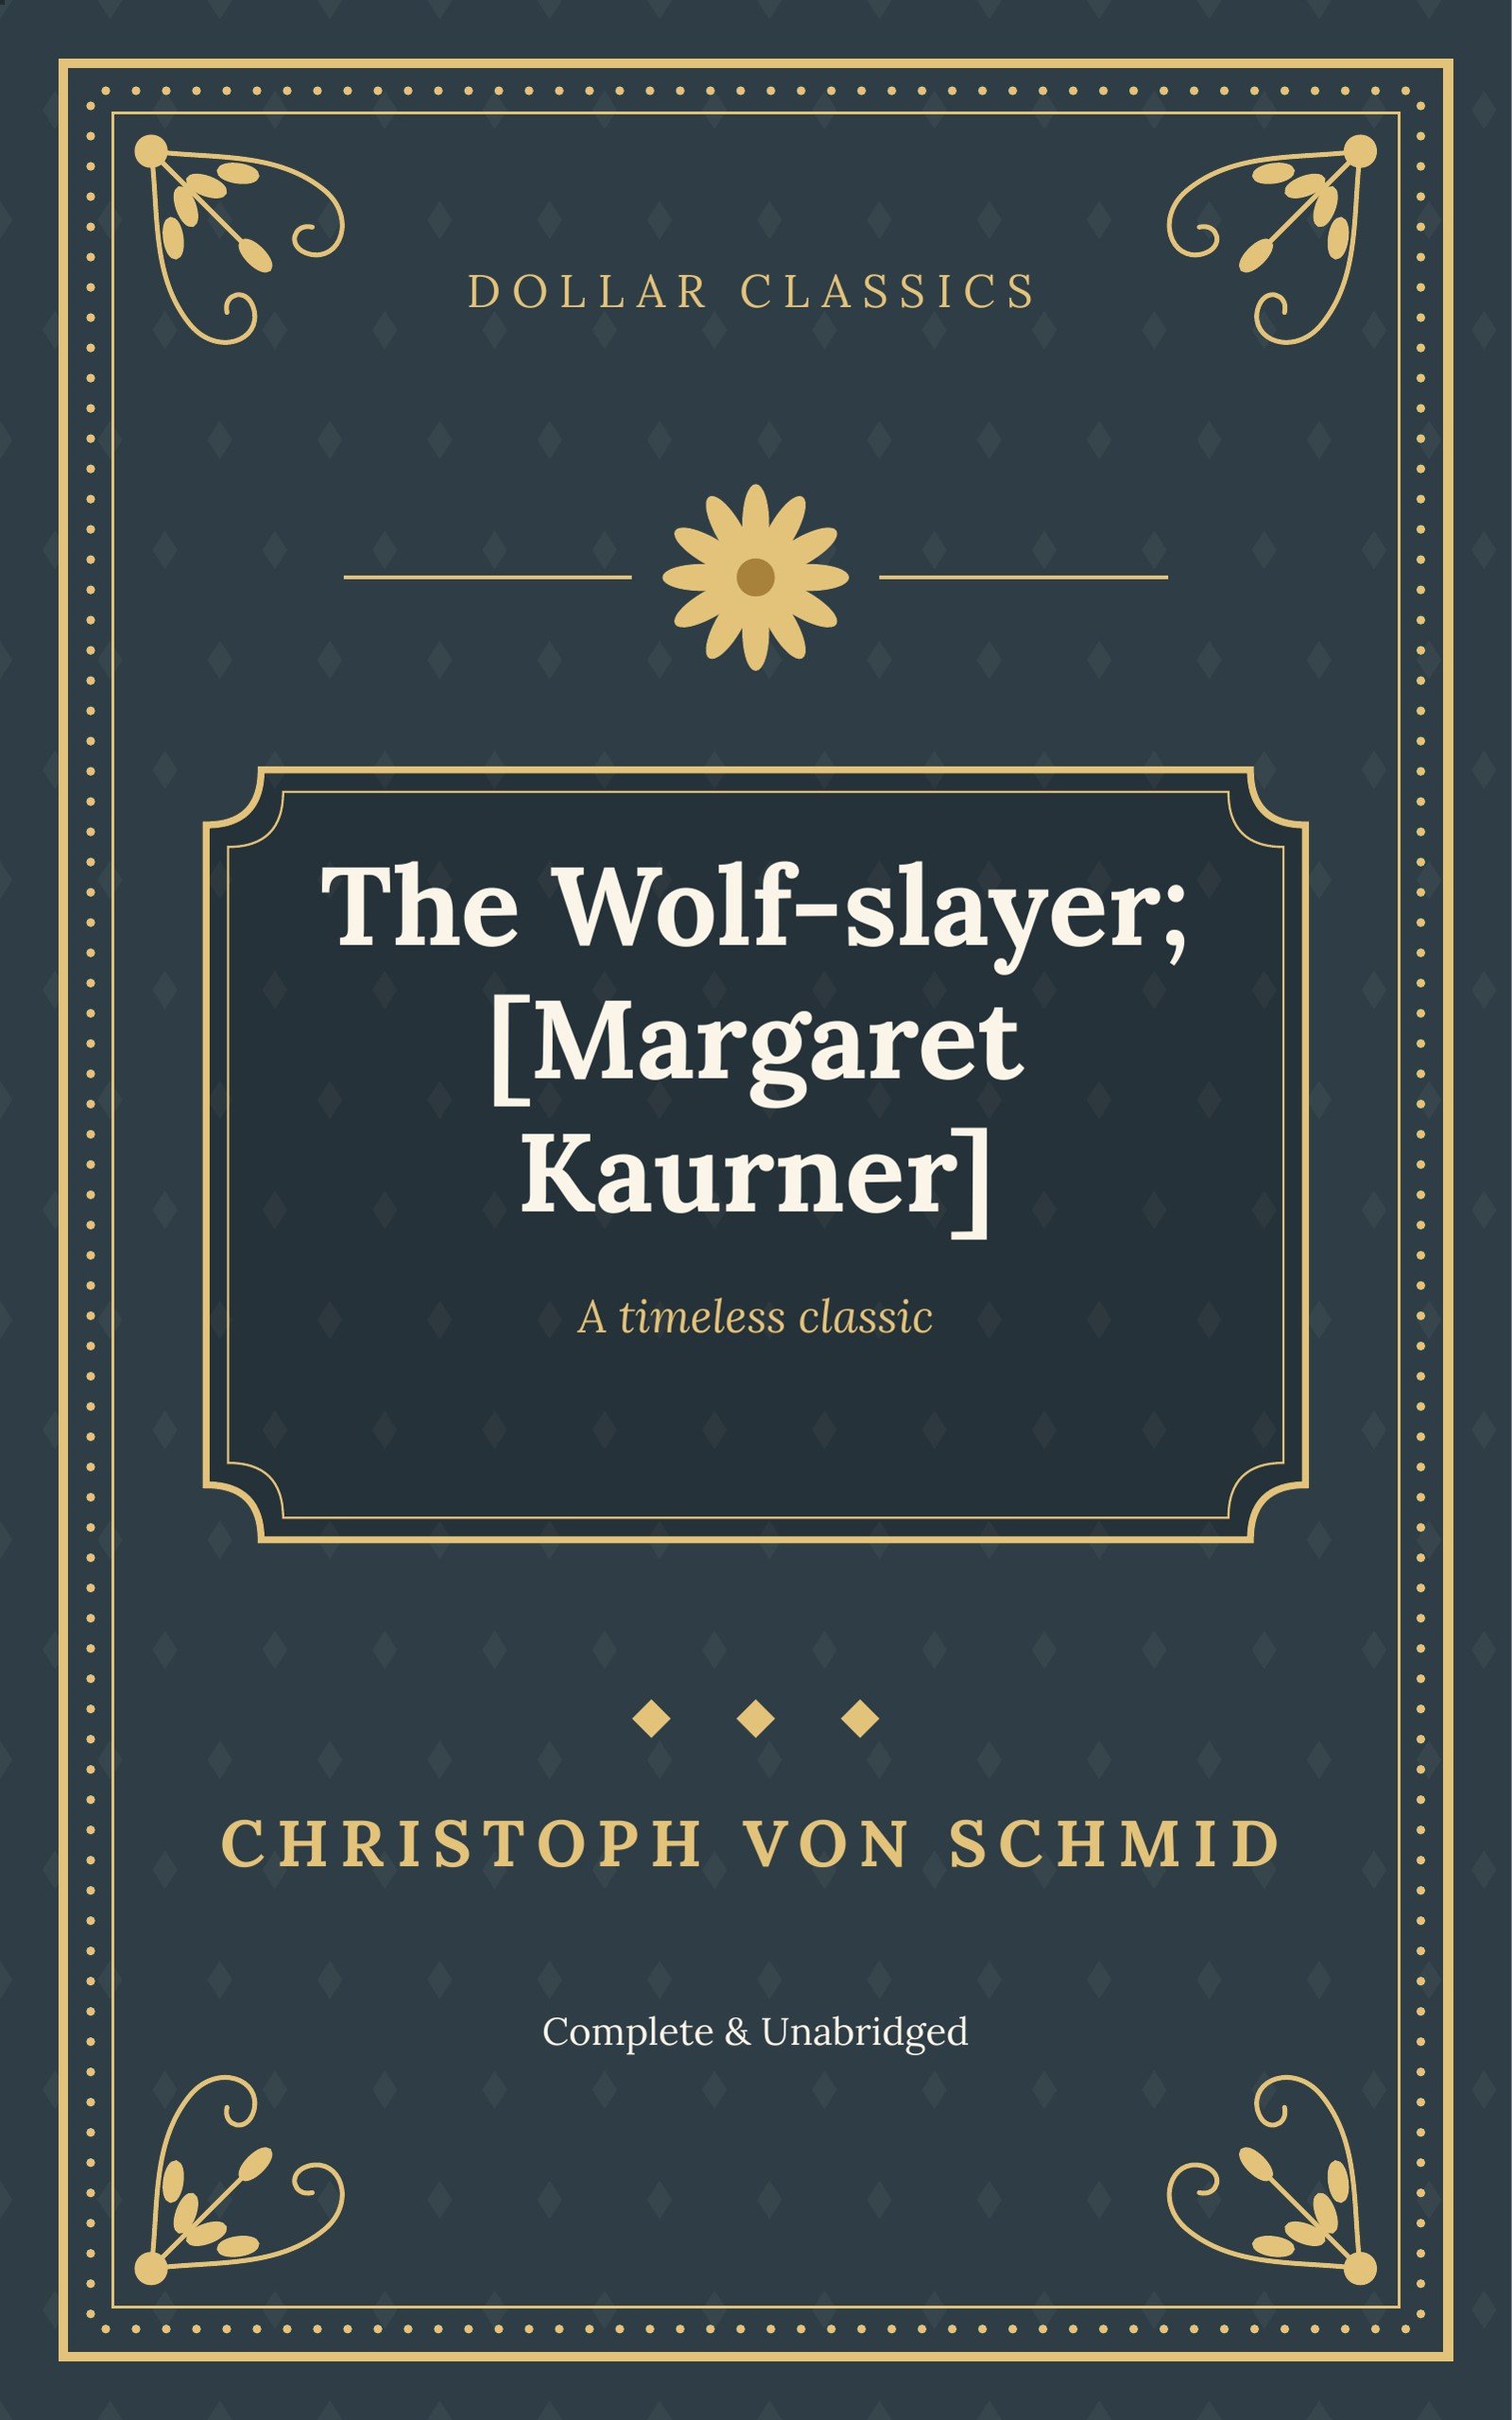 DOLLAR CLASSICS
The Wolf-slayer;
[Margaret
Kaurner]
A timeless classic
CHRISTOPH VON SCHMID
Complete & Unabridged